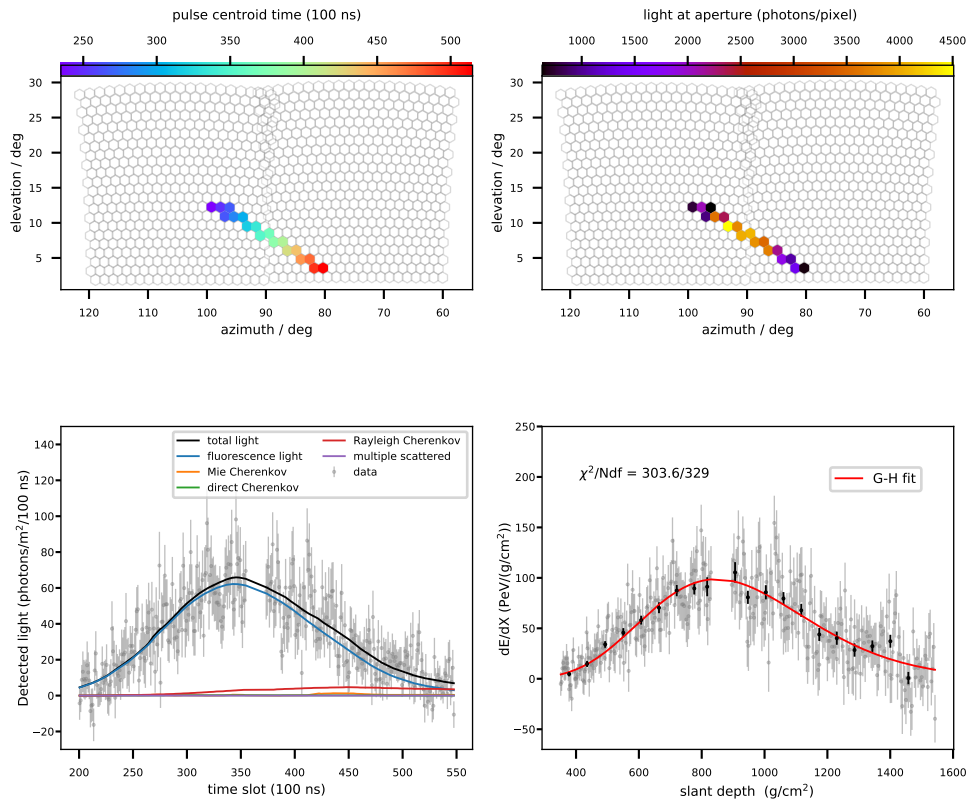 pulse centroid time (100 ns)
250 300 350 400 450 500
30
25
20
15
10
5
elevation / deg
120 110 100 90 80 70 60
azimuth / deg
light at aperture (photons/pixel)
1000 1500 2000 2500 3000 3500 4000 4500
30
25
20
15
10
5
elevation / deg
120 110 100 90 80 70 60
azimuth / deg
total light
fluorescence light
Mie Cherenkov
direct Cherenkov
Rayleigh Cherenkov
multiple scattered
data
140
120
100
80
60
40
20
0
−20
Detected light (photons/m²/100 ns)
200 250 300 350 400 450 500 550
time slot (100 ns)
χ²/Ndf = 303.6/329
G-H fit
250
200
150
100
50
0
−50
dE/dX (PeV/(g/cm²))
400 600 800 1000 1200 1400 1600
slant depth (g/cm²)